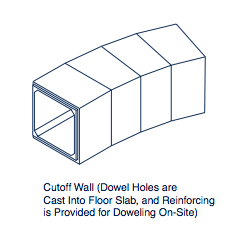 Cutoff Wall (Dowel Holes are
Cast Into Floor Slab, and Reinforcing
is Provided for Doweling On-Site)